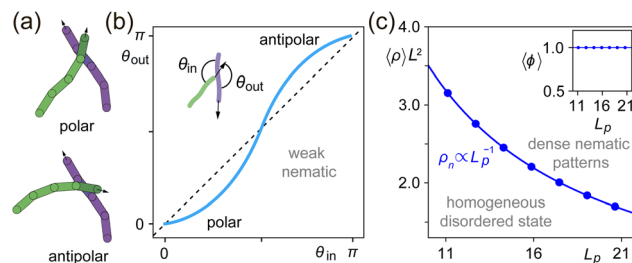 (a)
polar
antipolar
(b)
π
θout
0
θin
θout
antipolar
weak
nematic
polar
0
θin
π
(c)
⟨ρ⟩L²
4.0
3.0
2.0
ρn∝Lp⁻¹
dense nematic
patterns
homogeneous
disordered state
11
16
Lp
21
⟨ϕ⟩
1.0
0.5
11
16
21
Lp